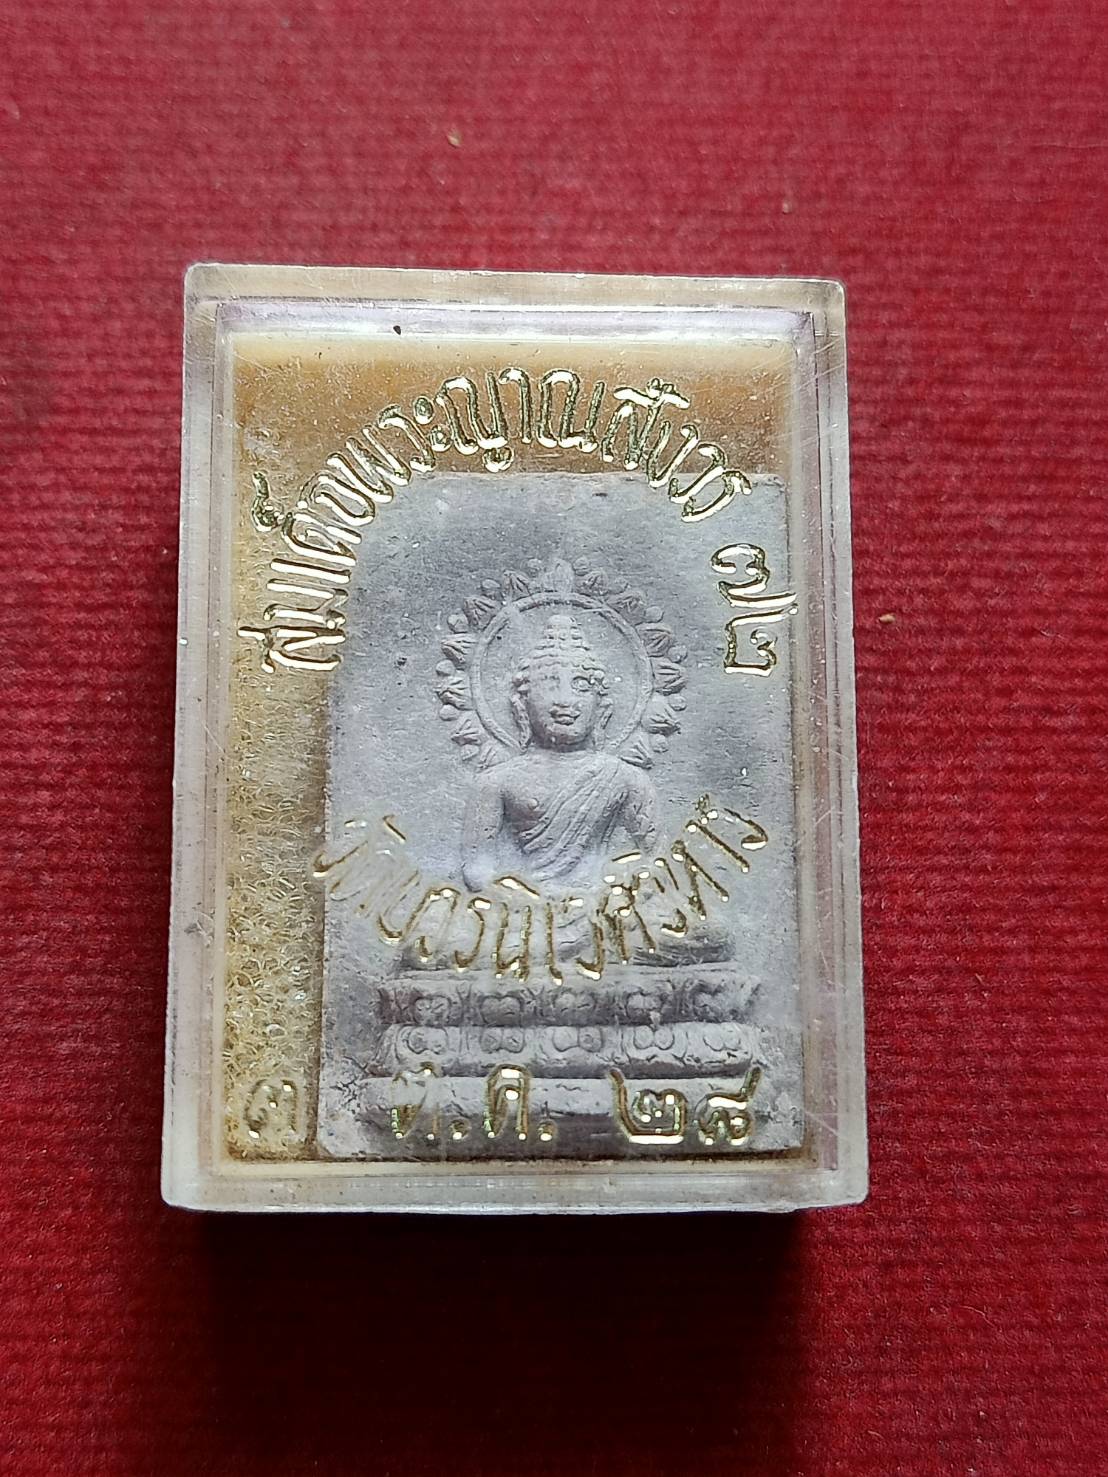 สมเด็จพระญาณสังวร ๗๒
วัดบวรนิเวศวิหาร
๓ ต.ค. ๒๘